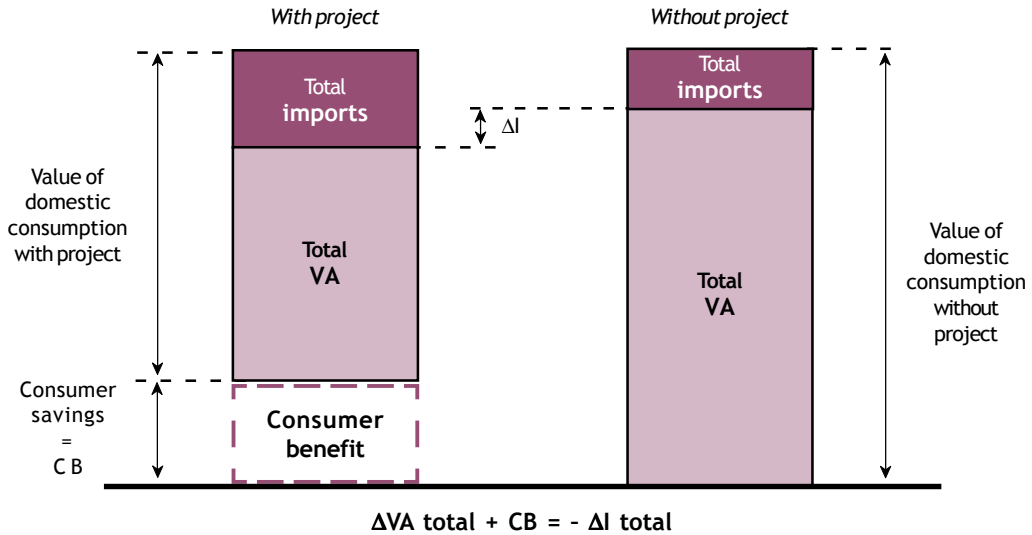 With project
Without project
Total
imports
Total
imports
ΔI
Value of
domestic
consumption
with project
Total
VA
Total
VA
Value of
domestic
consumption
without
project
Consumer
savings
=
C B
Consumer
benefit
ΔVA total + CB = – ΔI total